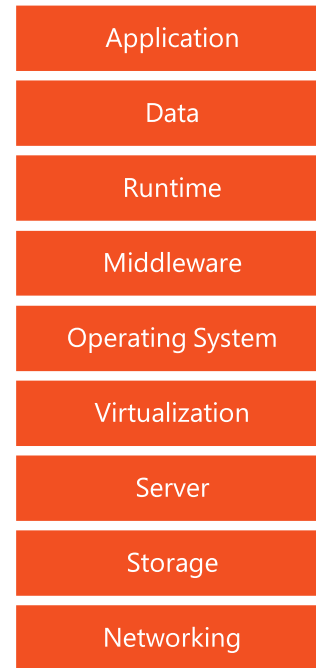 Application
Data
Runtime
Middleware
Operating System
Virtualization
Server
Storage
Networking